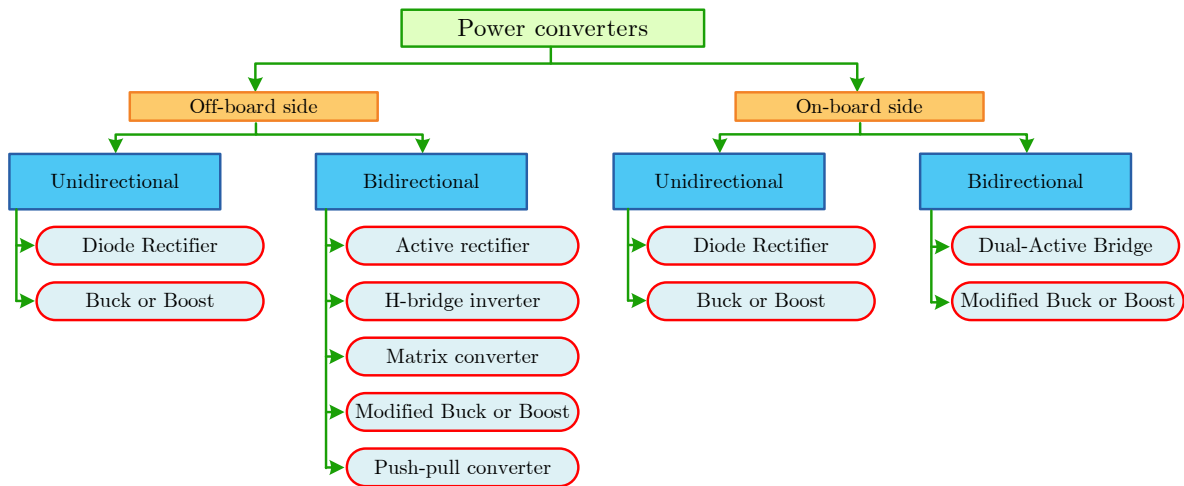 Power converters
Off-board side
On-board side
Unidirectional
Bidirectional
Unidirectional
Bidirectional
Diode Rectifier
Buck or Boost
Active rectifier
H-bridge inverter
Matrix converter
Modified Buck or Boost
Push-pull converter
Diode Rectifier
Buck or Boost
Dual-Active Bridge
Modified Buck or Boost